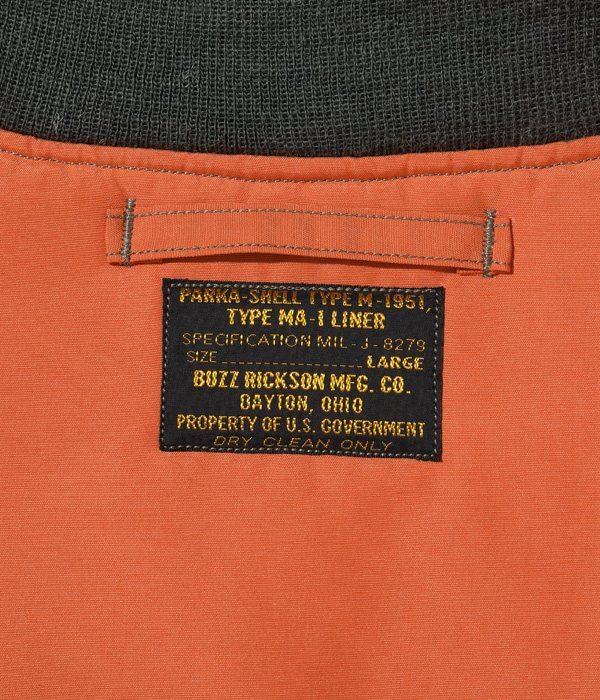 PARKA-SHELL TYPE M-1951,
TYPE MA-1 LINER
SPECIFICATION MIL-J-8279
SIZE LARGE
BUZZ RICKSON MFG. CO.
DAYTON, OHIO
PROPERTY OF U.S. GOVERNMENT
DRY CLEAN ONLY